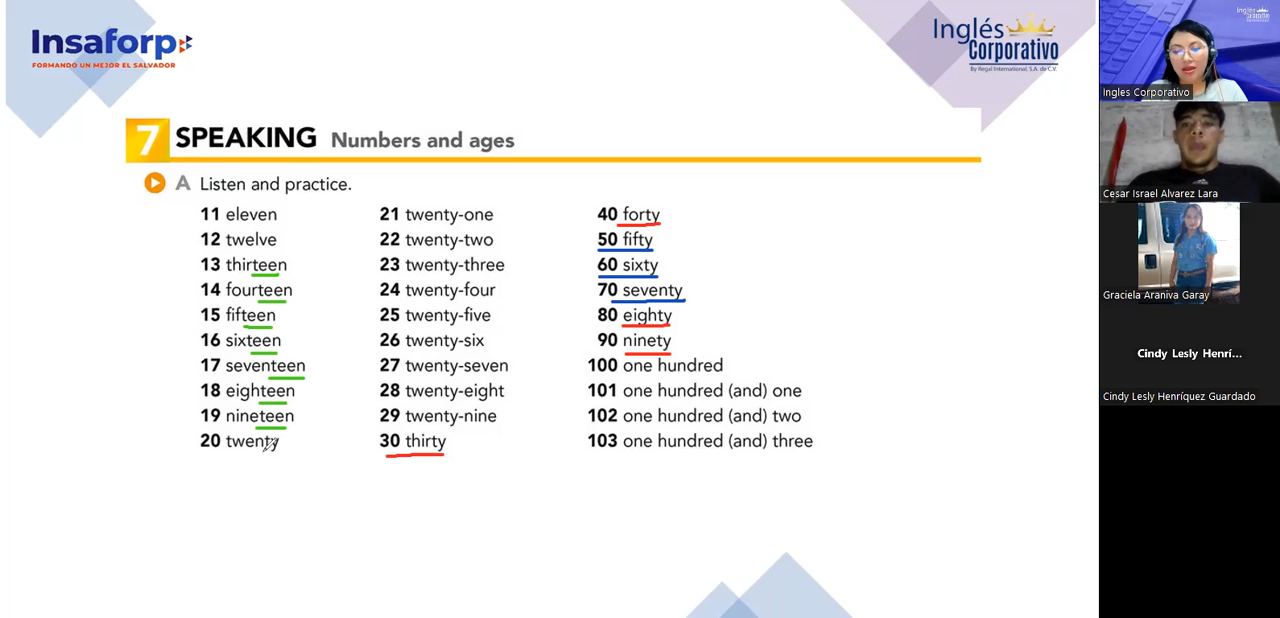 Insaforp
FORMANDO UN MEJOR EL SALVADOR
Inglés
Corporativo
By Regal International, S.A. de C.V.
7 SPEAKING Numbers and ages
A Listen and practice.
11 eleven
12 twelve
13 thirteen
14 fourteen
15 fifteen
16 sixteen
17 seventeen
18 eighteen
19 nineteen
20 twenty
21 twenty-one
22 twenty-two
23 twenty-three
24 twenty-four
25 twenty-five
26 twenty-six
27 twenty-seven
28 twenty-eight
29 twenty-nine
30 thirty
40 forty
50 fifty
60 sixty
70 seventy
80 eighty
90 ninety
100 one hundred
101 one hundred (and) one
102 one hundred (and) two
103 one hundred (and) three
Inglés
Ingles Corporativo
Cesar Israel Alvarez Lara
Graciela Araniva Garay
Cindy Lesly Henrí...
Cindy Lesly Henríquez Guardado